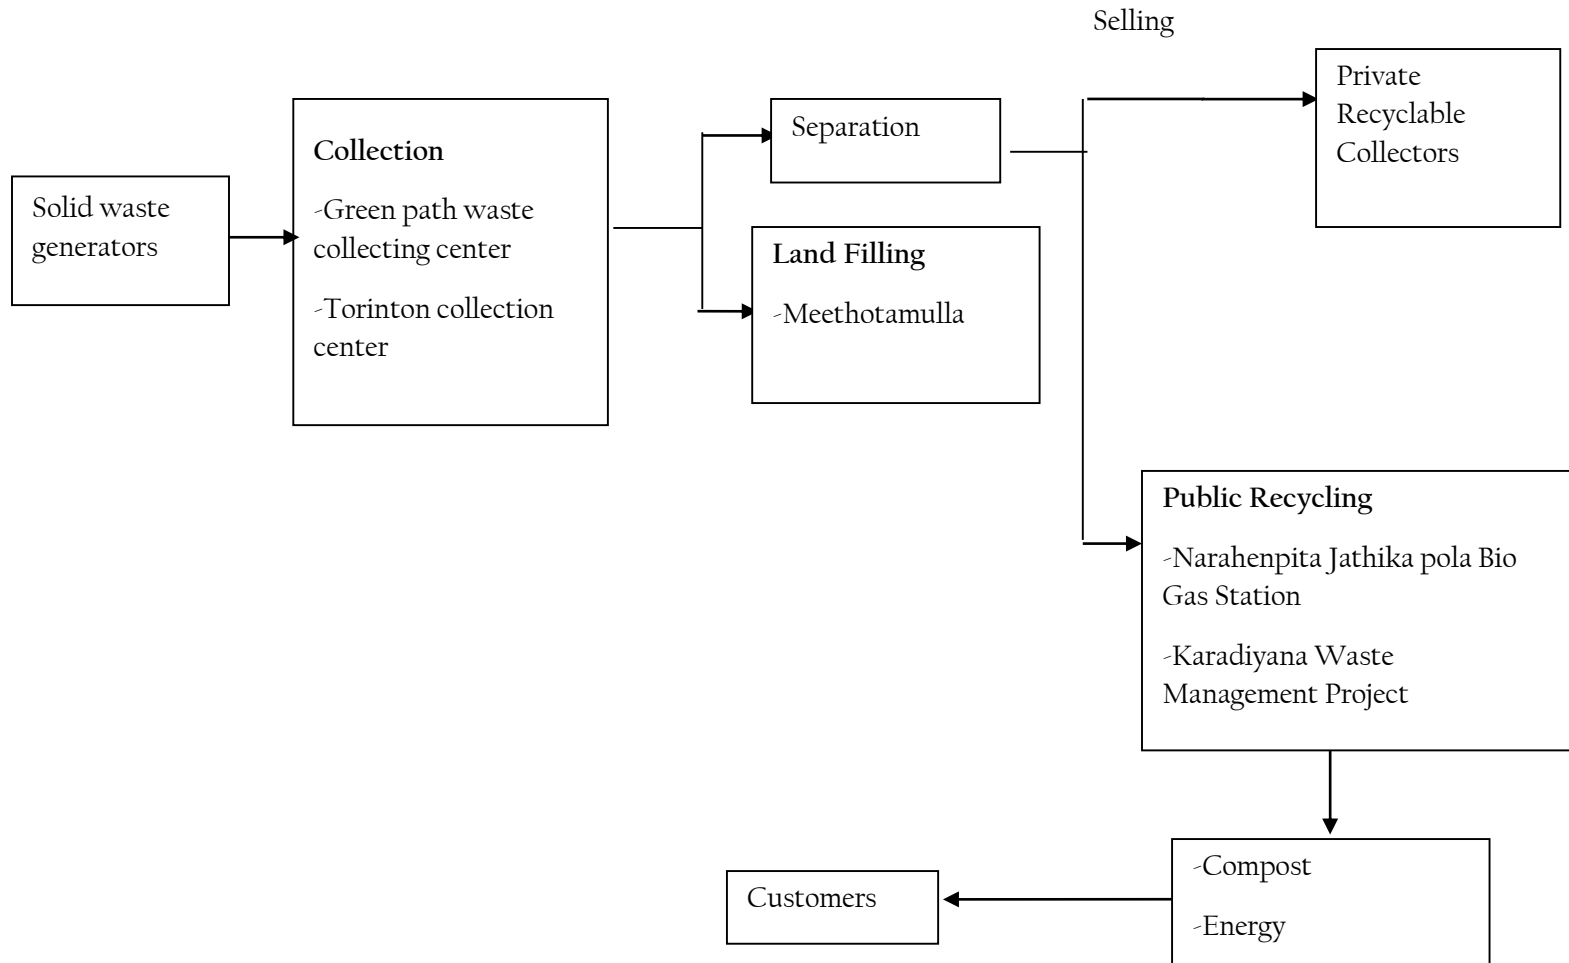 Selling
Solid waste
generators
Collection
-Green path waste
collecting center
-Torinton collection
center
Separation
Land Filling
-Meethotamulla
Private
Recyclable
Collectors
Public Recycling
-Narahenpita Jathika pola Bio
Gas Station
-Karadiyana Waste
Management Project
-Compost
-Energy
Customers